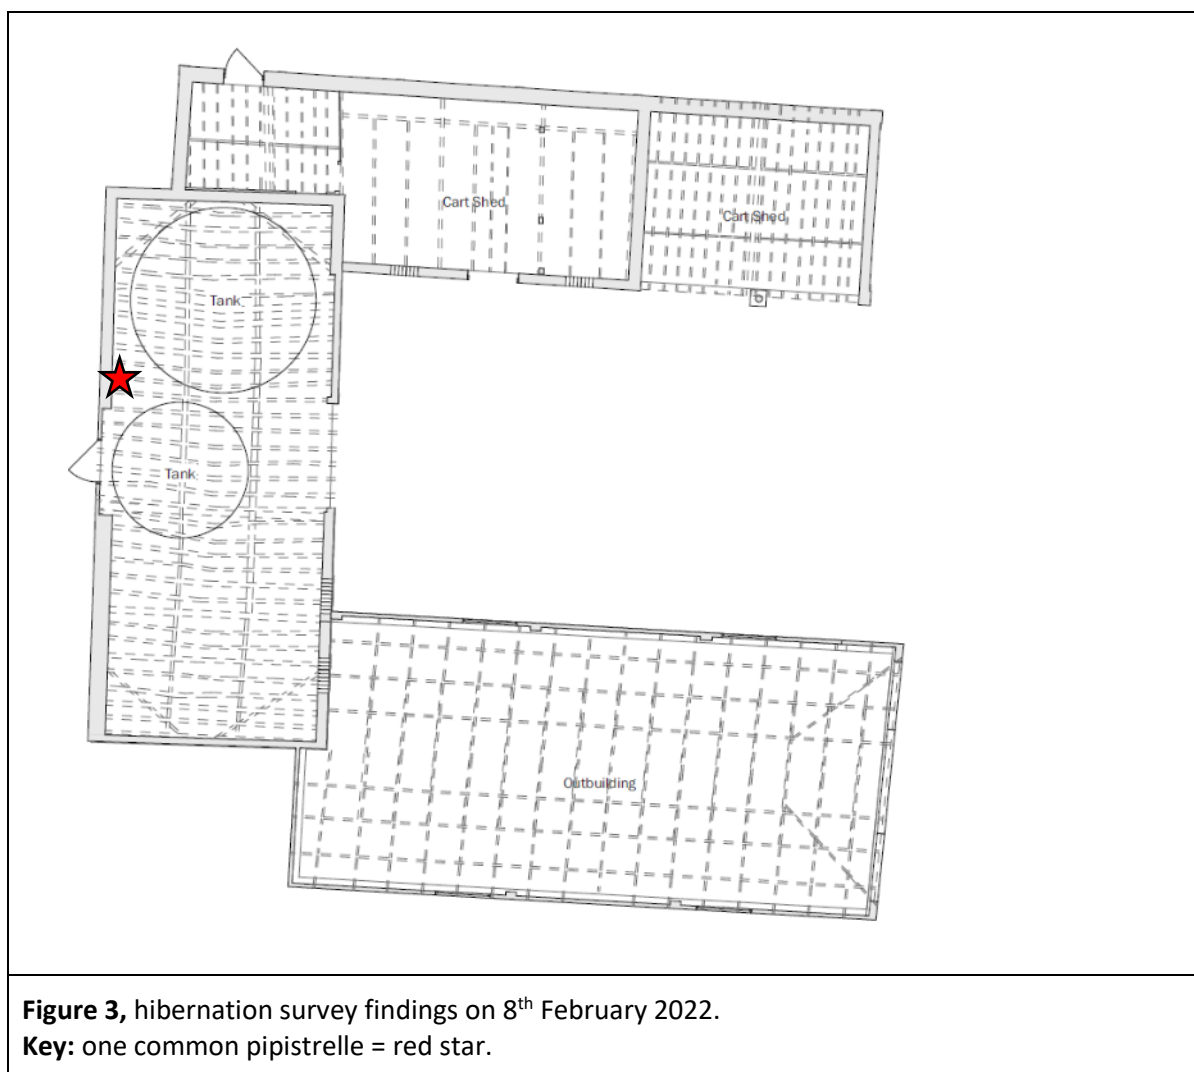 Cart Shed
Cart Shed
Tank
Tank
Outbuilding
Figure 3, hibernation survey findings on 8th February 2022.
Key: one common pipistrelle = red star.